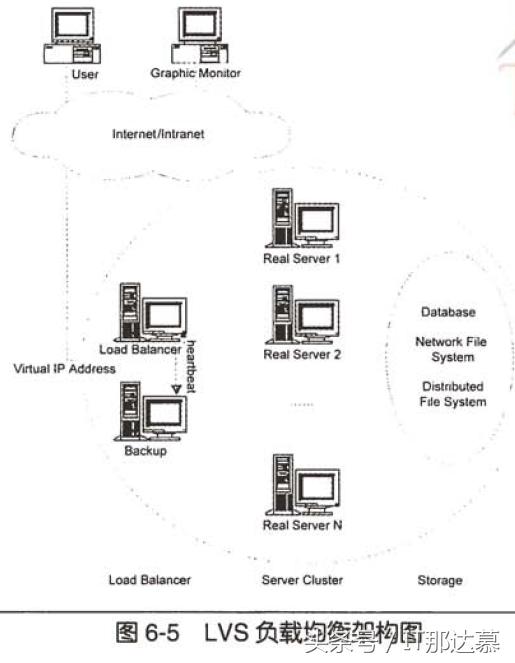 User
Graphic Monitor
Internet/Intranet
Real Server 1
Load Balancer
heartbeat
Real Server 2
Database
Network File
System
Virtual IP Address
Distributed
File System
......
Backup
Real Server N
Load Balancer
Server Cluster
Storage
图 6-5 LVS 负载均衡架构图
头条号 / IT那达慕